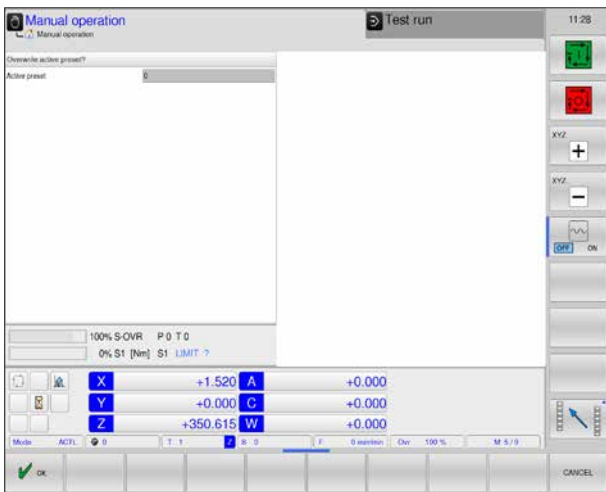 Manual operation
Manual operation
Test run
11:28
Overwrite active preset?
Active preset
0
XYZ
+
XYZ
−
OFF ON
100% S-OVR P0 T0
0% S1 [Nm] S1 LIMIT ?
X +1.520 A +0.000
Y +0.000 C +0.000
Z +350.615 W +0.000
Mode ACTL. 0 T 1 Z S 0 F 0 mm/min Ovr 100 % M 5/9
OK
CANCEL